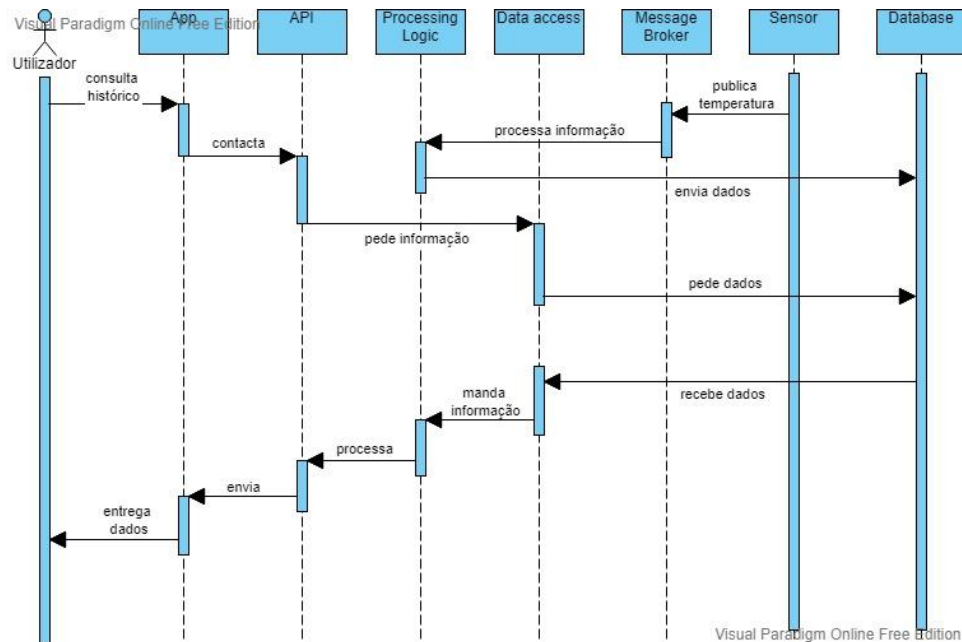 Visual Paradigm Online Free Edition
App
API
Processing
Logic
Data access
Message
Broker
Sensor
Database
Utilizador
consulta
histórico
publica
temperatura
processa informação
contacta
envia dados
pede informação
pede dados
recebe dados
manda
informação
processa
envia
entrega
dados
Visual Paradigm Online Free Edition